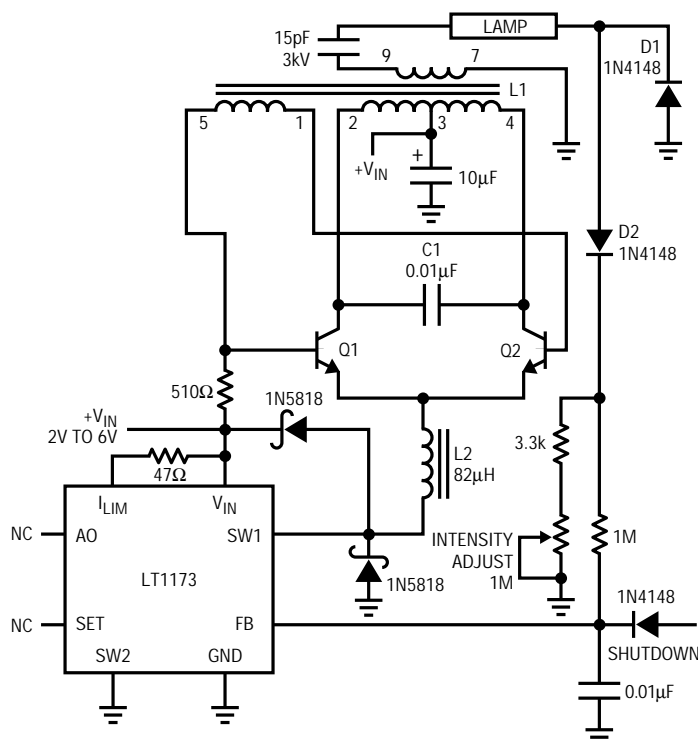 LAMP
15pF
3kV
D1
1N4148
9
7
L1
5
1
2
3
4
+VIN
+
10µF
D2
1N4148
C1
0.01µF
Q1
Q2
510Ω
+VIN
2V TO 6V
1N5818
47Ω
3.3k
L2
82µH
ILIM
VIN
NC
AO
SW1
INTENSITY
ADJUST
1M
1M
LT1173
1N5818
1N4148
NC
SET
FB
SHUTDOWN
SW2
GND
0.01µF